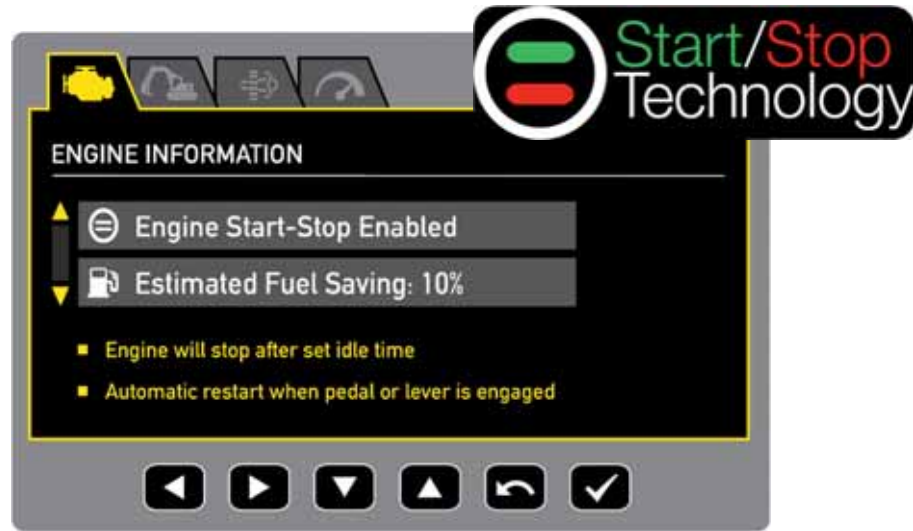 Start/Stop
Technology
ENGINE INFORMATION
Engine Start-Stop Enabled
Estimated Fuel Saving: 10%
Engine will stop after set idle time
Automatic restart when pedal or lever is engaged